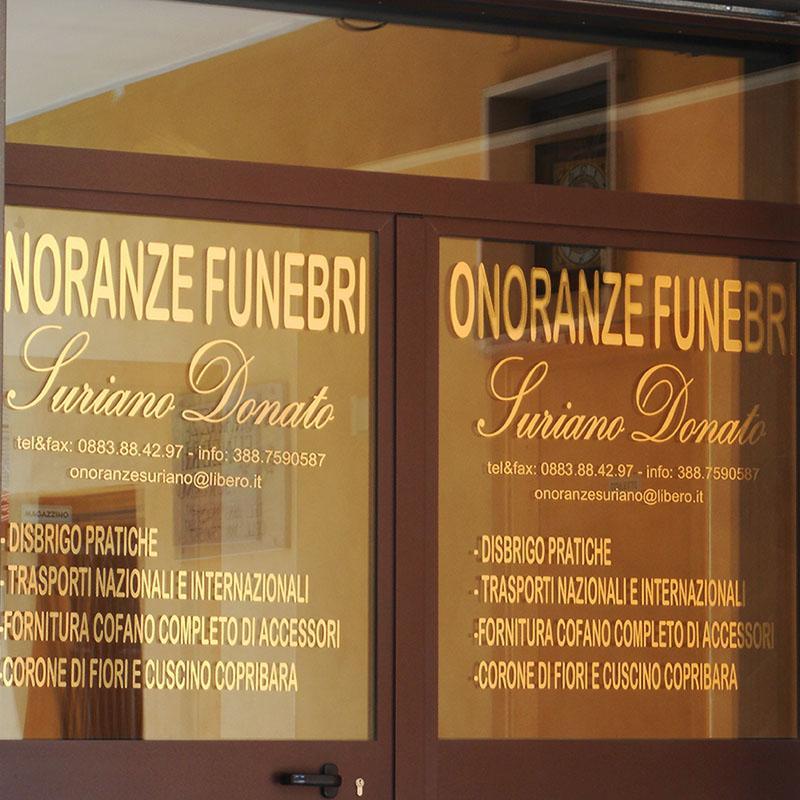 NORANZE FUNEBRI
Suriano Donato
tel&fax: 0883.88.42.97 - info: 388.7590587
onoranzesuriano@libero.it
MAGAZZINO
- DISBRIGO PRATICHE
- TRASPORTI NAZIONALI E INTERNAZIONALI
-FORNITURA COFANO COMPLETO DI ACCESSORI
-CORONE DI FIORI E CUSCINO COPRIBARA
ONORANZE FUNEBRI
Suriano Donato
tel&fax: 0883.88.42.97 - info: 388.7590587
onoranzesuriano@libero.it
- DISBRIGO PRATICHE
- TRASPORTI NAZIONALI E INTERNAZIONALI
-FORNITURA COFANO COMPLETO DI ACCESSORI
-CORONE DI FIORI E CUSCINO COPRIBARA